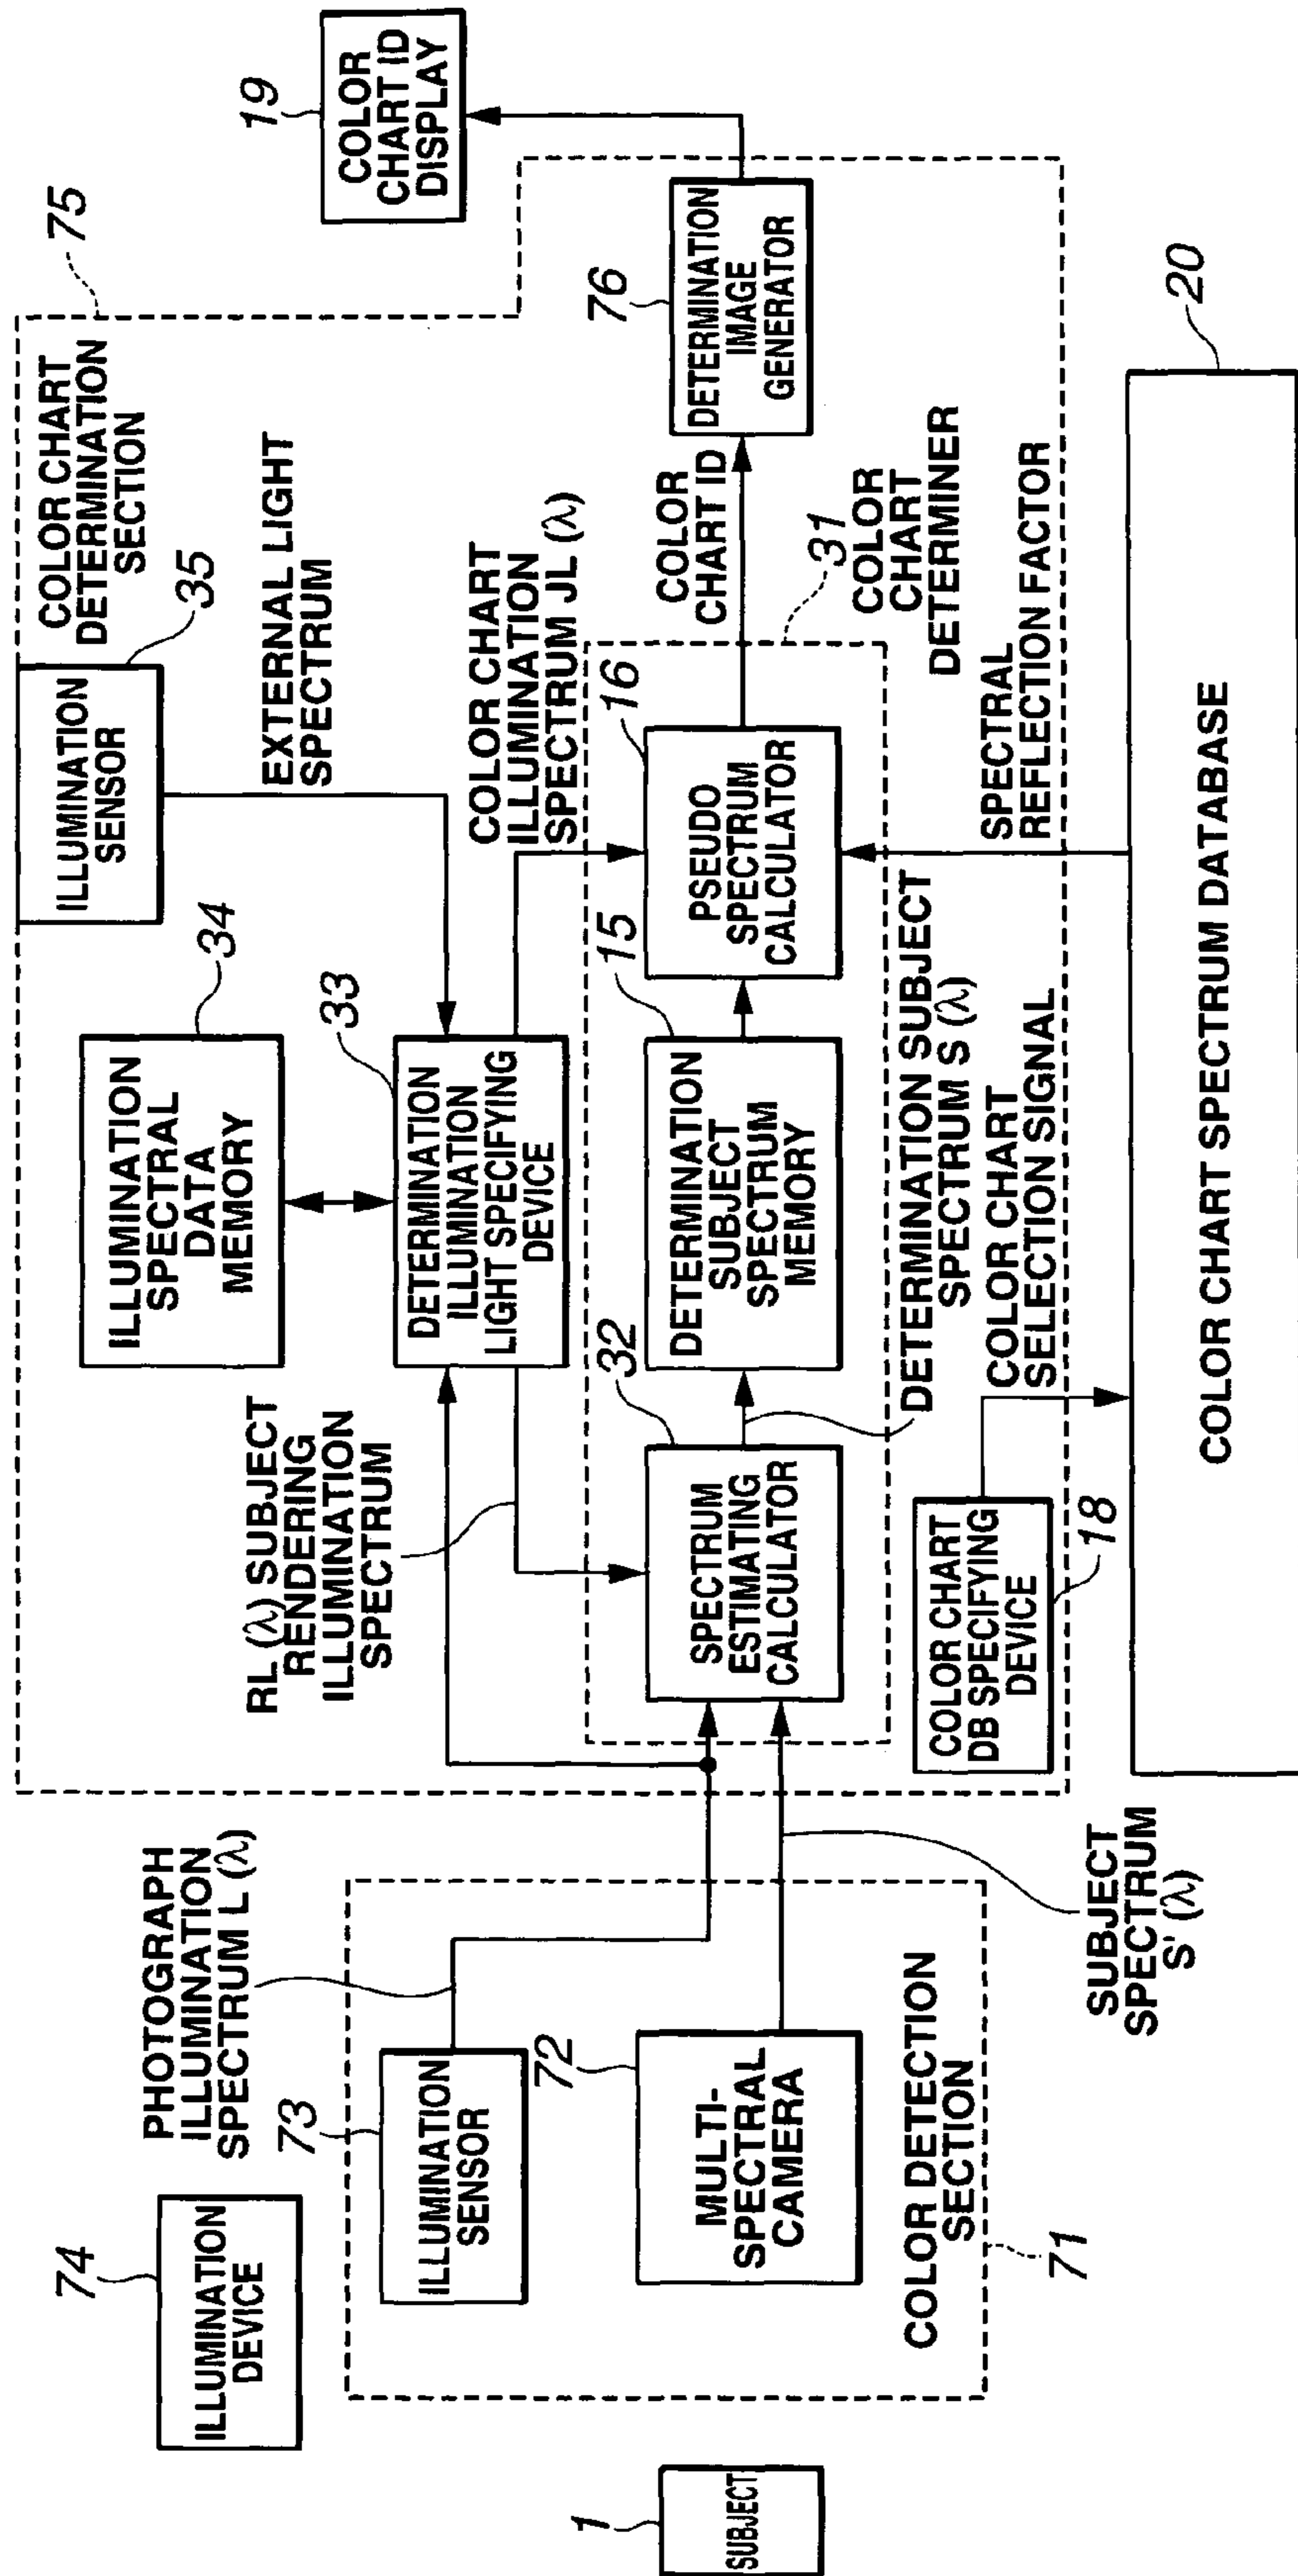 1
SUBJECT
74
ILLUMINATION
DEVICE
PHOTOGRAPH
ILLUMINATION
SPECTRUM L (λ)
73
ILLUMINATION
SENSOR
72
MULTI-
SPECTRAL
CAMERA
COLOR DETECTION
SECTION
71
SUBJECT
SPECTRUM
S' (λ)
75
COLOR CHART
DETERMINATION
SECTION
35
ILLUMINATION
SENSOR
EXTERNAL LIGHT
SPECTRUM
34
ILLUMINATION
SPECTRAL
DATA
MEMORY
33
DETERMINATION
ILLUMINATION
LIGHT SPECIFYING
DEVICE
RL (λ) SUBJECT
RENDERING
ILLUMINATION
SPECTRUM
COLOR CHART
ILLUMINATION
SPECTRUM JL (λ)
32
SPECTRUM
ESTIMATING
CALCULATOR
15
DETERMINATION
SUBJECT
SPECTRUM
MEMORY
16
PSEUDO
SPECTRUM
CALCULATOR
31
COLOR
CHART
DETERMINER
COLOR
CHART ID
76
DETERMINATION
IMAGE
GENERATOR
19
COLOR
CHART ID
DISPLAY
DETERMINATION SUBJECT
SPECTRUM S (λ)
COLOR CHART
SELECTION SIGNAL
COLOR CHART
DB SPECIFYING
DEVICE
18
SPECTRAL
REFLECTION FACTOR
20
COLOR CHART SPECTRUM DATABASE